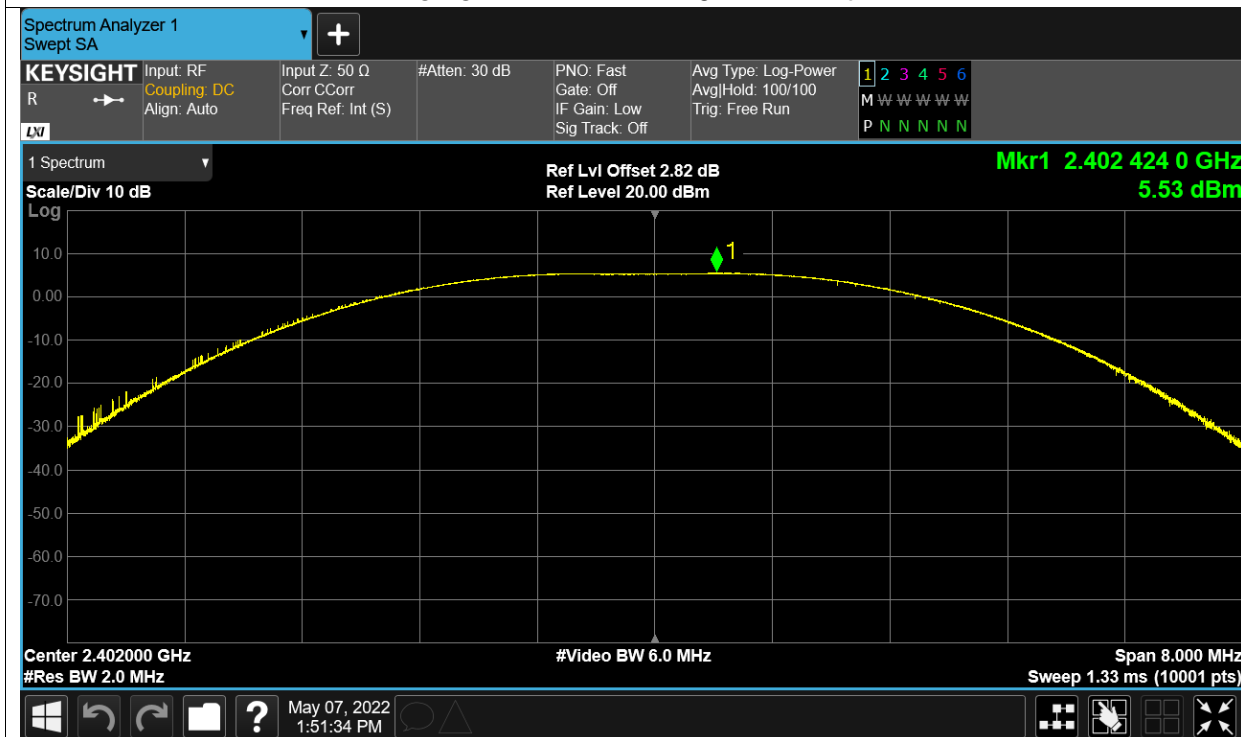 Spectrum Analyzer 1
Swept SA
+
KEYSIGHT
R
LXI
Input: RF
Coupling: DC
Align: Auto
Input Z: 50 Ω
Corr CCorr
Freq Ref: Int (S)
#Atten: 30 dB
PNO: Fast
Gate: Off
IF Gain: Low
Sig Track: Off
Avg Type: Log-Power
Avg|Hold: 100/100
Trig: Free Run
1 2 3 4 5 6
M W W W W W
P N N N N N
1 Spectrum
Scale/Div 10 dB
Log
Ref Lvl Offset 2.82 dB
Ref Level 20.00 dBm
Mkr1 2.402 424 0 GHz
5.53 dBm
1
10.0
0.00
-10.0
-20.0
-30.0
-40.0
-50.0
-60.0
-70.0
Center 2.402000 GHz
#Res BW 2.0 MHz
#Video BW 6.0 MHz
Span 8.000 MHz
Sweep 1.33 ms (10001 pts)
?
May 07, 2022
1:51:34 PM